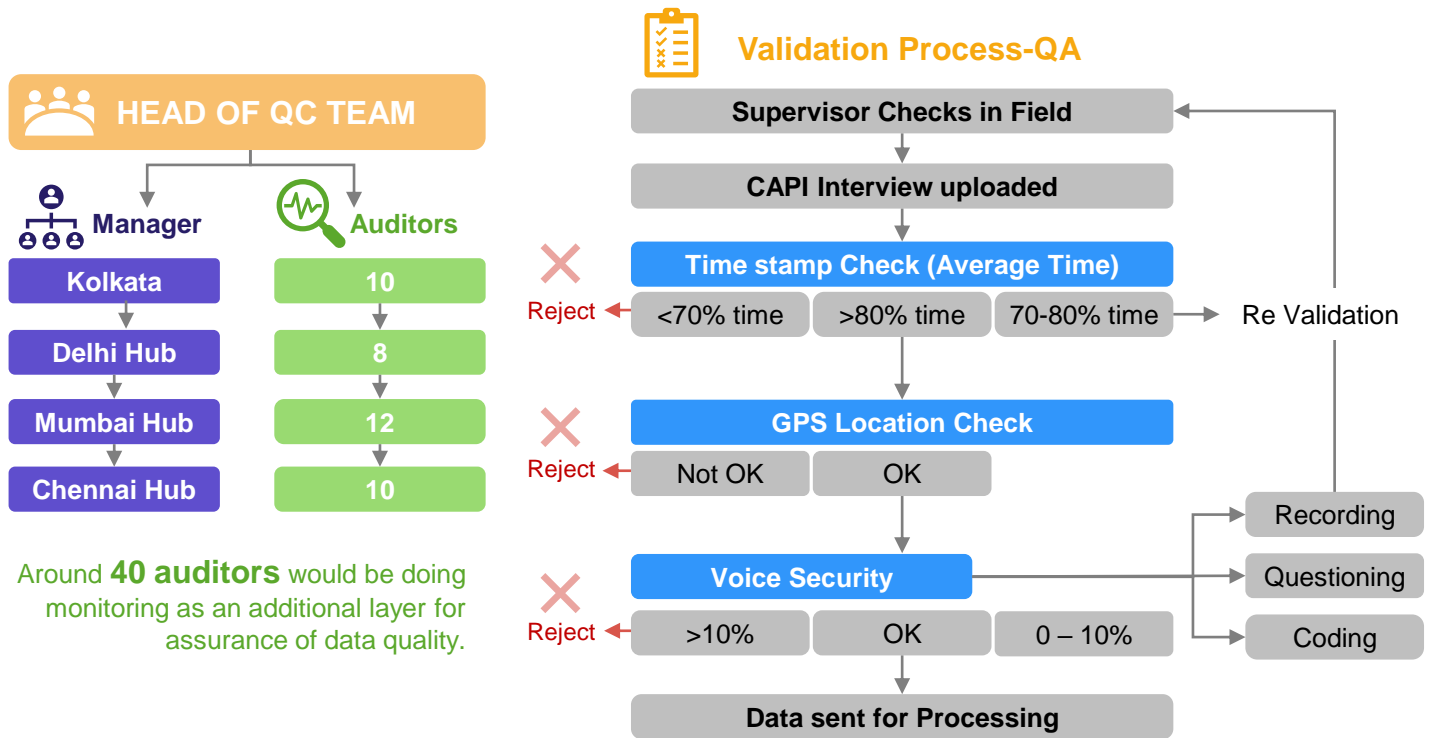 HEAD OF QC TEAM
Manager
Auditors
Kolkata
10
Delhi Hub
8
Mumbai Hub
12
Chennai Hub
10
Around 40 auditors would be doing
monitoring as an additional layer for
assurance of data quality.
Validation Process-QA
Supervisor Checks in Field
CAPI Interview uploaded
Time stamp Check (Average Time)
Reject
<70% time
>80% time
70-80% time
Re Validation
GPS Location Check
Reject
Not OK
OK
Voice Security
Recording
Questioning
Coding
Reject
>10%
OK
0 – 10%
Data sent for Processing